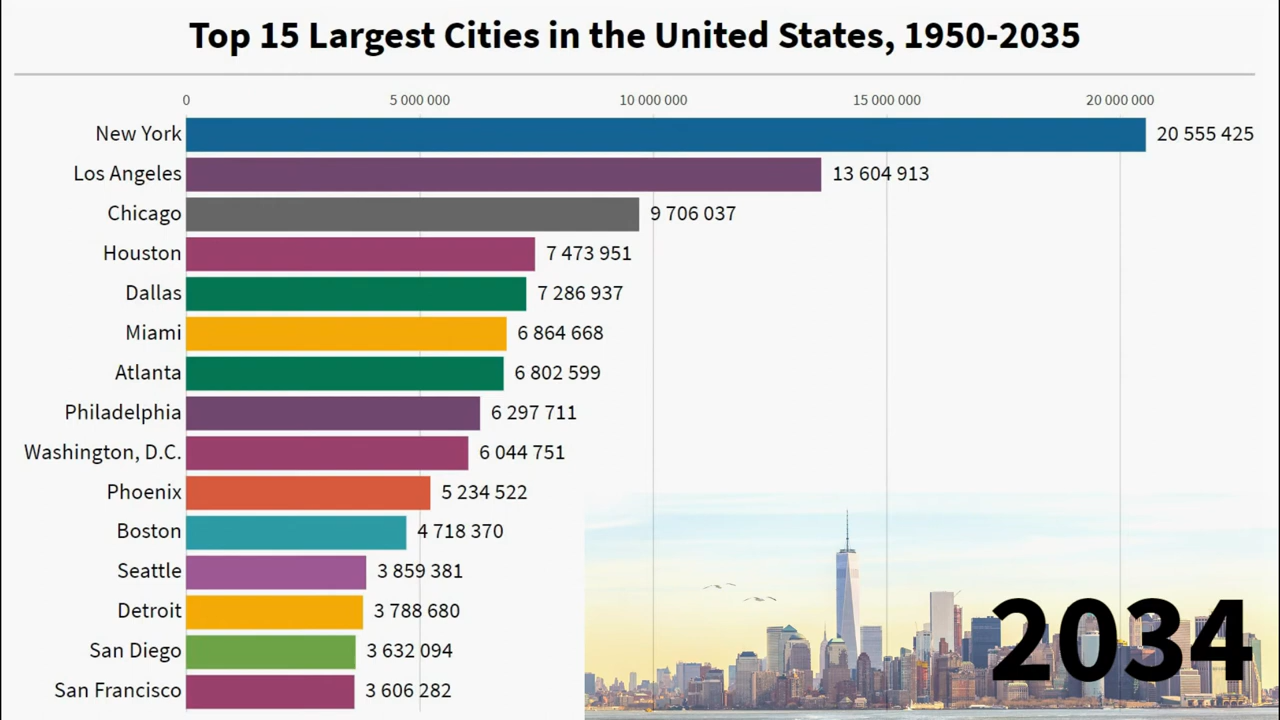 Top 15 Largest Cities in the United States, 1950-2035
0 5 000 000 10 000 000 15 000 000 20 000 000
New York 20 555 425
Los Angeles 13 604 913
Chicago 9 706 037
Houston 7 473 951
Dallas 7 286 937
Miami 6 864 668
Atlanta 6 802 599
Philadelphia 6 297 711
Washington, D.C. 6 044 751
Phoenix 5 234 522
Boston 4 718 370
Seattle 3 859 381
Detroit 3 788 680
San Diego 3 632 094
San Francisco 3 606 282
2034